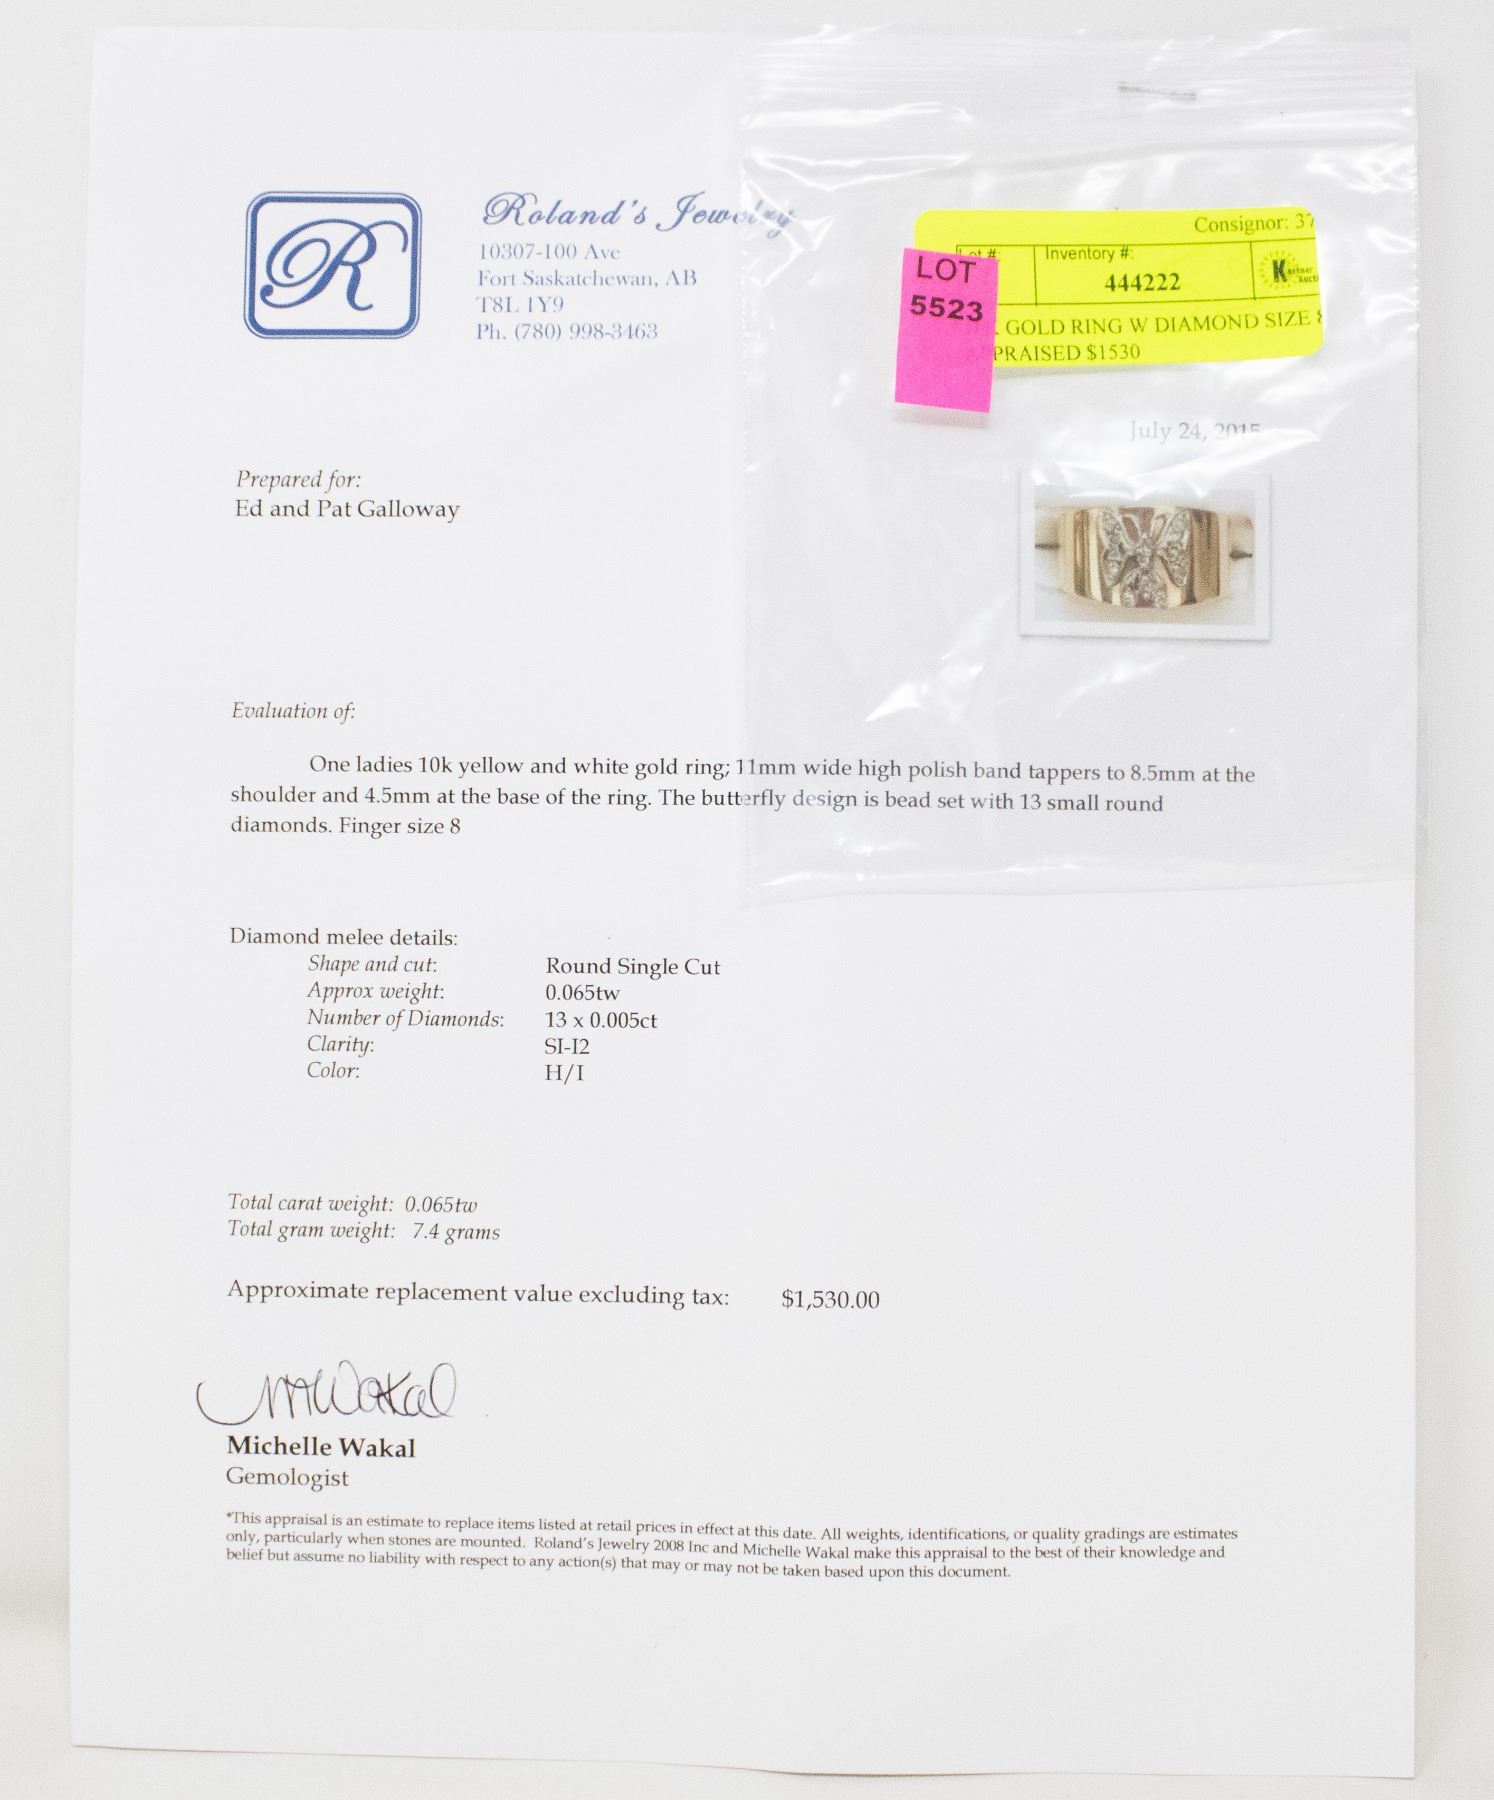 R
Roland's Jewelry
10307-100 Ave
Fort Saskatchewan, AB
T8L 1Y9
Ph. (780) 998-3463
Consignor: 37
Lot #:
Inventory #:
444222
LOT
5523
GOLD RING W DIAMOND SIZE 8
PRAISED $1530
July 24, 2015
Prepared for:
Ed and Pat Galloway
Evaluation of:
One ladies 10k yellow and white gold ring; 11mm wide high polish band tappers to 8.5mm at the
shoulder and 4.5mm at the base of the ring. The butterfly design is bead set with 13 small round
diamonds. Finger size 8
Diamond melee details:
Shape and cut: Round Single Cut
Approx weight: 0.065tw
Number of Diamonds: 13 x 0.005ct
Clarity: SI-I2
Color: H/I
Total carat weight: 0.065tw
Total gram weight: 7.4 grams
Approximate replacement value excluding tax: $1,530.00
MWakal
Michelle Wakal
Gemologist
*This appraisal is an estimate to replace items listed at retail prices in effect at this date. All weights, identifications, or quality gradings are estimates
only, particularly when stones are mounted. Roland's Jewelry 2008 Inc and Michelle Wakal make this appraisal to the best of their knowledge and
belief but assume no liability with respect to any action(s) that may or may not be taken based upon this document.